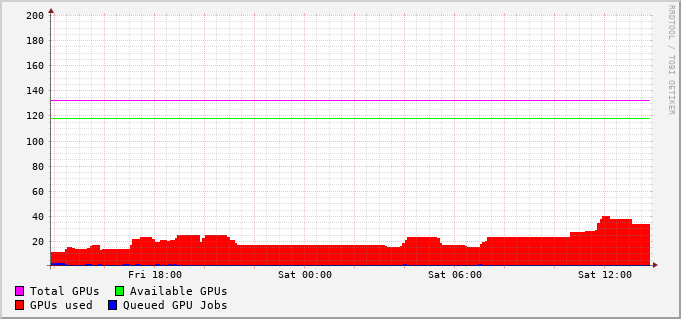 200
180
160
140
120
100
80
60
40
20
Fri 18:00 Sat 00:00 Sat 06:00 Sat 12:00
Total GPUs Available GPUs
GPUs used Queued GPU Jobs
RRDTOOL / TOBI OETIKER